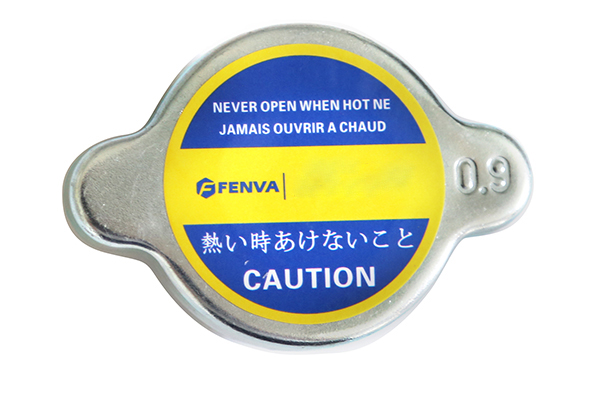 NEVER OPEN WHEN HOT NE
JAMAIS OUVRIR A CHAUD
FENVA
0.9
熱い時あけないこと
CAUTION